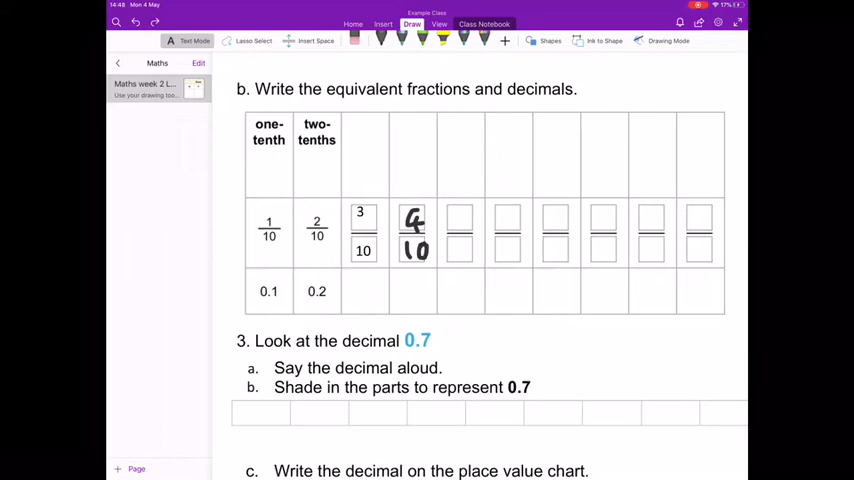 14:48 Mon 4 May
17%
Example Class
Home Insert Draw View Class Notebook
Text Mode Lasso Select Insert Space Shapes Ink to Shape Drawing Mode
Maths Edit
Maths week 2 L...
Use your drawing too...
b. Write the equivalent fractions and decimals.
one-tenth two-tenths
1/10 2/10 3/10 4/10
0.1 0.2
3. Look at the decimal 0.7
a. Say the decimal aloud.
b. Shade in the parts to represent 0.7
c. Write the decimal on the place value chart.
+ Page